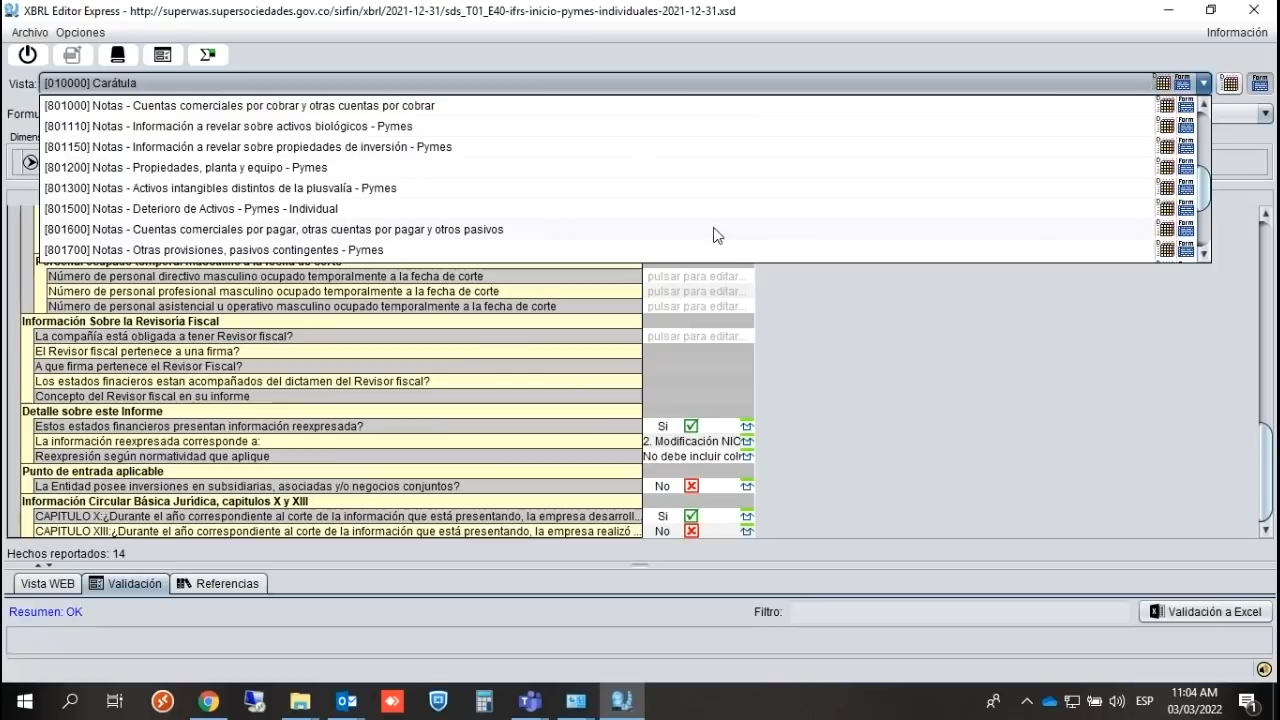 XBRL Editor Express - http://superwas.supersociedades.gov.co/sirfin/xbrl/2021-12-31/sds_T01_E40-ifrs-inicio-pymes-individuales-2021-12-31.xsd
Archivo Opciones
Información
Vista: [010000] Carátula
[801000] Notas - Cuentas comerciales por cobrar y otras cuentas por cobrar
[801110] Notas - Información a revelar sobre activos biológicos - Pymes
[801150] Notas - Información a revelar sobre propiedades de inversión - Pymes
[801200] Notas - Propiedades, planta y equipo - Pymes
[801300] Notas - Activos intangibles distintos de la plusvalía - Pymes
[801500] Notas - Deterioro de Activos - Pymes - Individual
[801600] Notas - Cuentas comerciales por pagar, otras cuentas por pagar y otros pasivos
[801700] Notas - Otras provisiones, pasivos contingentes - Pymes
Formu
Dimens
Número de personal directivo masculino ocupado temporalmente a la fecha de corte pulsar para editar...
Número de personal profesional masculino ocupado temporalmente a la fecha de corte pulsar para editar...
Número de personal asistencial u operativo masculino ocupado temporalmente a la fecha de corte pulsar para editar...
Información Sobre la Revisoría Fiscal
La compañía está obligada a tener Revisor fiscal? pulsar para editar...
El Revisor fiscal pertenece a una firma?
A que firma pertenece el Revisor Fiscal?
Los estados finacieros estan acompañados del dictamen del Revisor fiscal?
Concepto del Revisor fiscal en su informe
Detalle sobre este Informe
Estos estados financieros presentan información reexpresada? Si
La información reexpresada corresponde a: 2. Modificación NIC
Reexpresión según normatividad que aplique No debe incluir col
Punto de entrada aplicable
La Entidad posee inversiones en subsidiarias, asociadas y/o negocios conjuntos? No
Información Circular Básica Jurídica, capitulos X y XIII
CAPITULO X:¿Durante el año correspondiente al corte de la información que está presentando, la empresa desarroll... Si
CAPITULO XIII:¿Durante el año correspondiente al corte de la información que está presentando, la empresa realizó ... No
Hechos reportados: 14
Vista WEB Validación Referencias
Resumen: OK
Filtro:
Validación a Excel
ESP
11:04 AM
03/03/2022